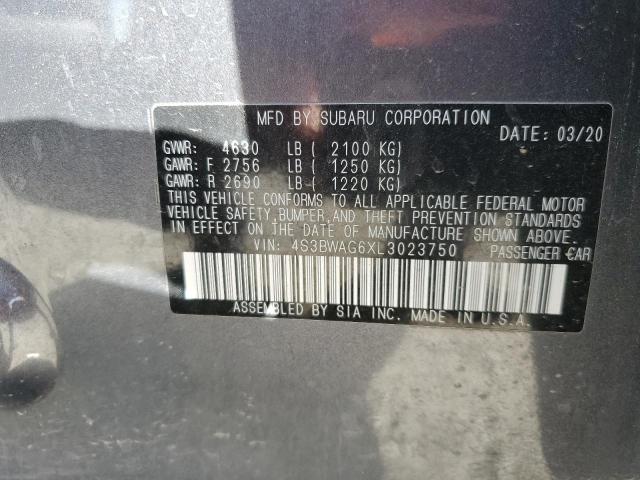 MFD BY SUBARU CORPORATION
DATE: 03/20
GVWR: 4630 LB ( 2100 KG)
GAWR: F 2756 LB ( 1250 KG)
GAWR: R 2690 LB ( 1220 KG)
THIS VEHICLE CONFORMS TO ALL APPLICABLE FEDERAL MOTOR
VEHICLE SAFETY, BUMPER, AND THEFT PREVENTION STANDARDS
IN EFFECT ON THE DATE OF MANUFACTURE SHOWN ABOVE.
VIN: 4S3BWAG6XL3023750 PASSENGER CAR
ASSEMBLED BY SIA INC. MADE IN U.S.A.